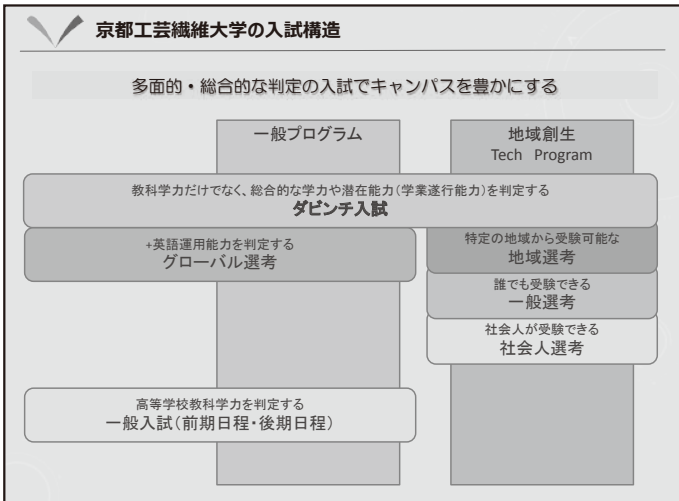 京都工芸繊維大学の入試構造
多面的・総合的な判定の入試でキャンパスを豊かにする
一般プログラム
地域創生
Tech Program
教科学力だけでなく、総合的な学力や潜在能力(学業遂行能力)を判定する
ダビンチ入試
+英語運用能力を判定する
グローバル選考
特定の地域から受験可能な
地域選考
誰でも受験できる
一般選考
社会人が受験できる
社会人選考
高等学校教科学力を判定する
一般入試(前期日程・後期日程)